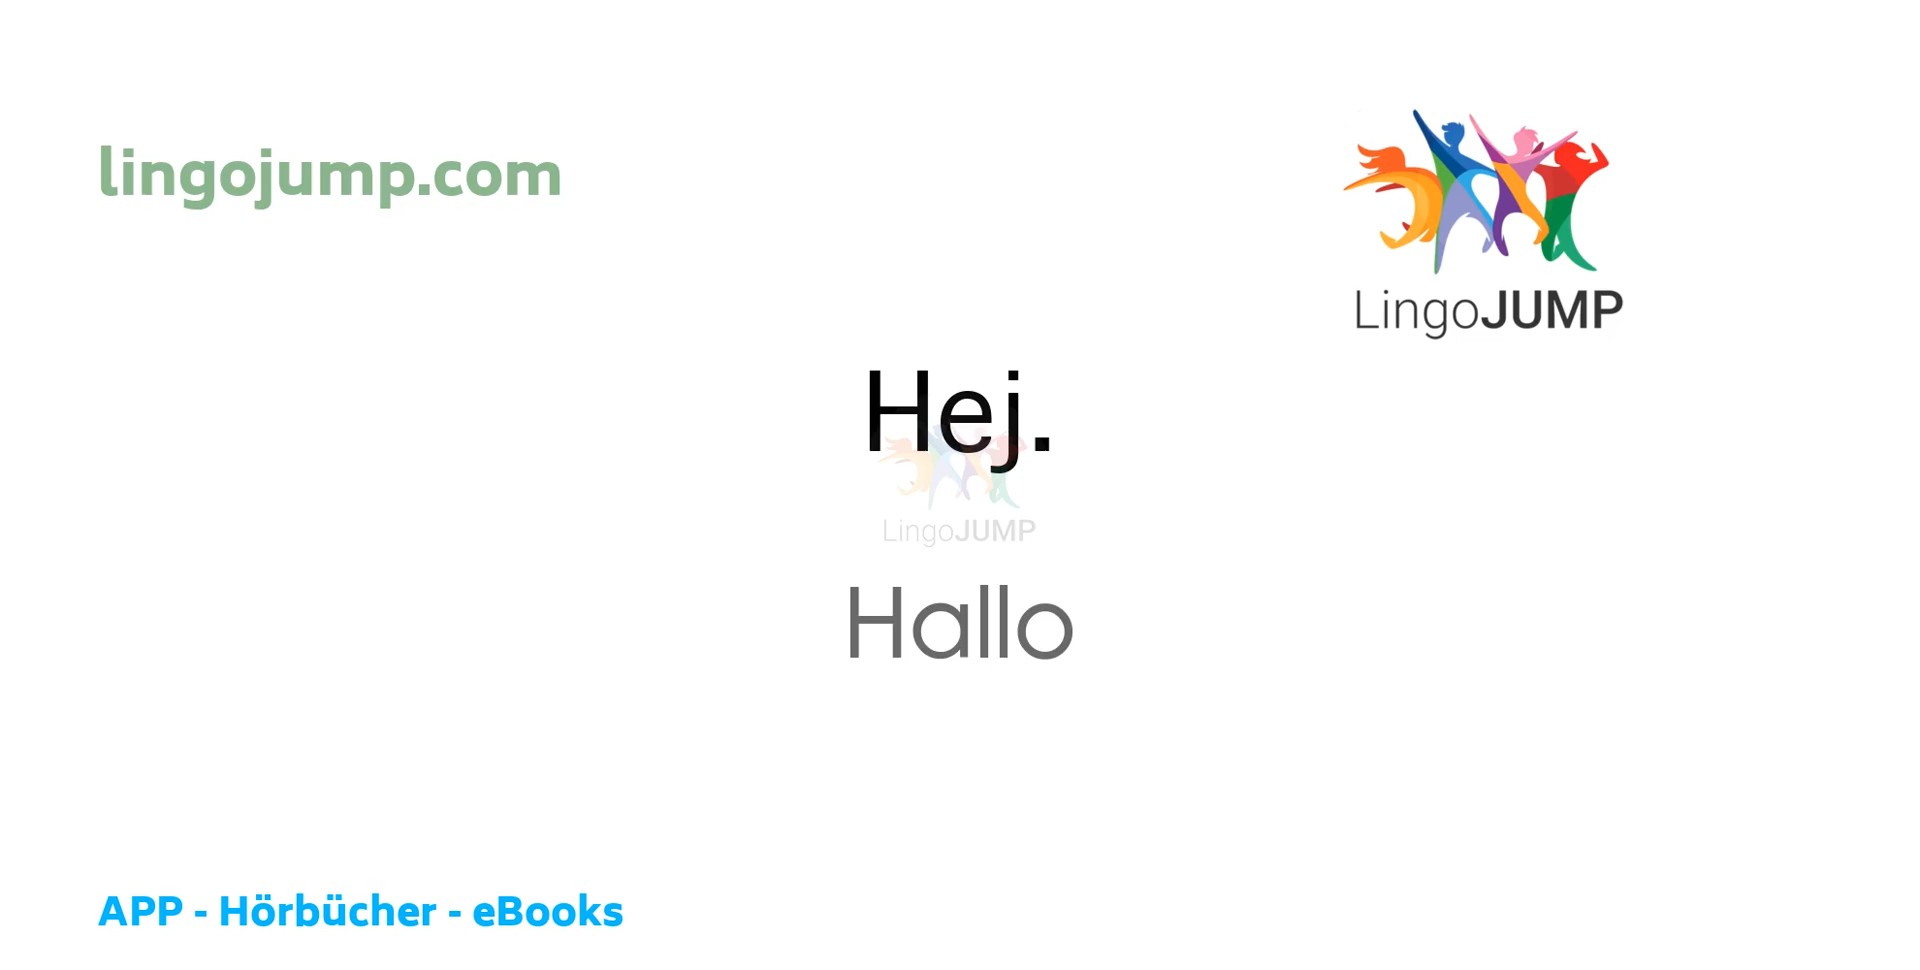 lingojump.com
LingoJUMP
Hej.
LingoJUMP
Hallo
APP - Hörbücher - eBooks